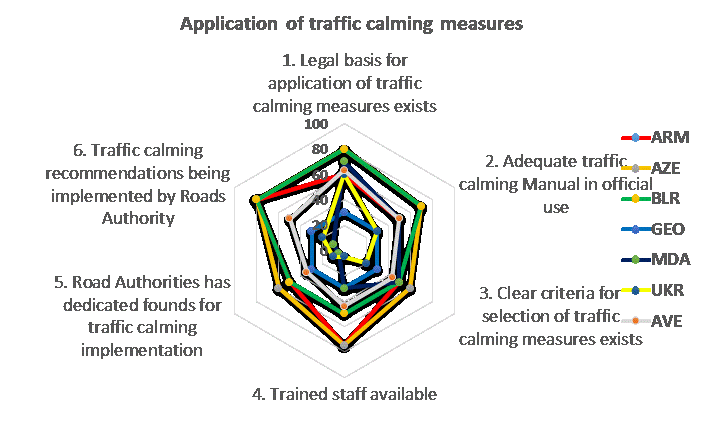 Application of traffic calming measures
1. Legal basis for
application of traffic
calming measures exists
100
80
60
40
2. Adequate traffic
calming Manual in official
use
3. Clear criteria for
selection of traffic
calming measures exists
4. Trained staff available
5. Road Authorities has
dedicated founds for
traffic calming
implementation
6. Traffic calming
recommendations being
implemented by Roads
Authority
ARM
AZE
BLR
GEO
MDA
UKR
AVE